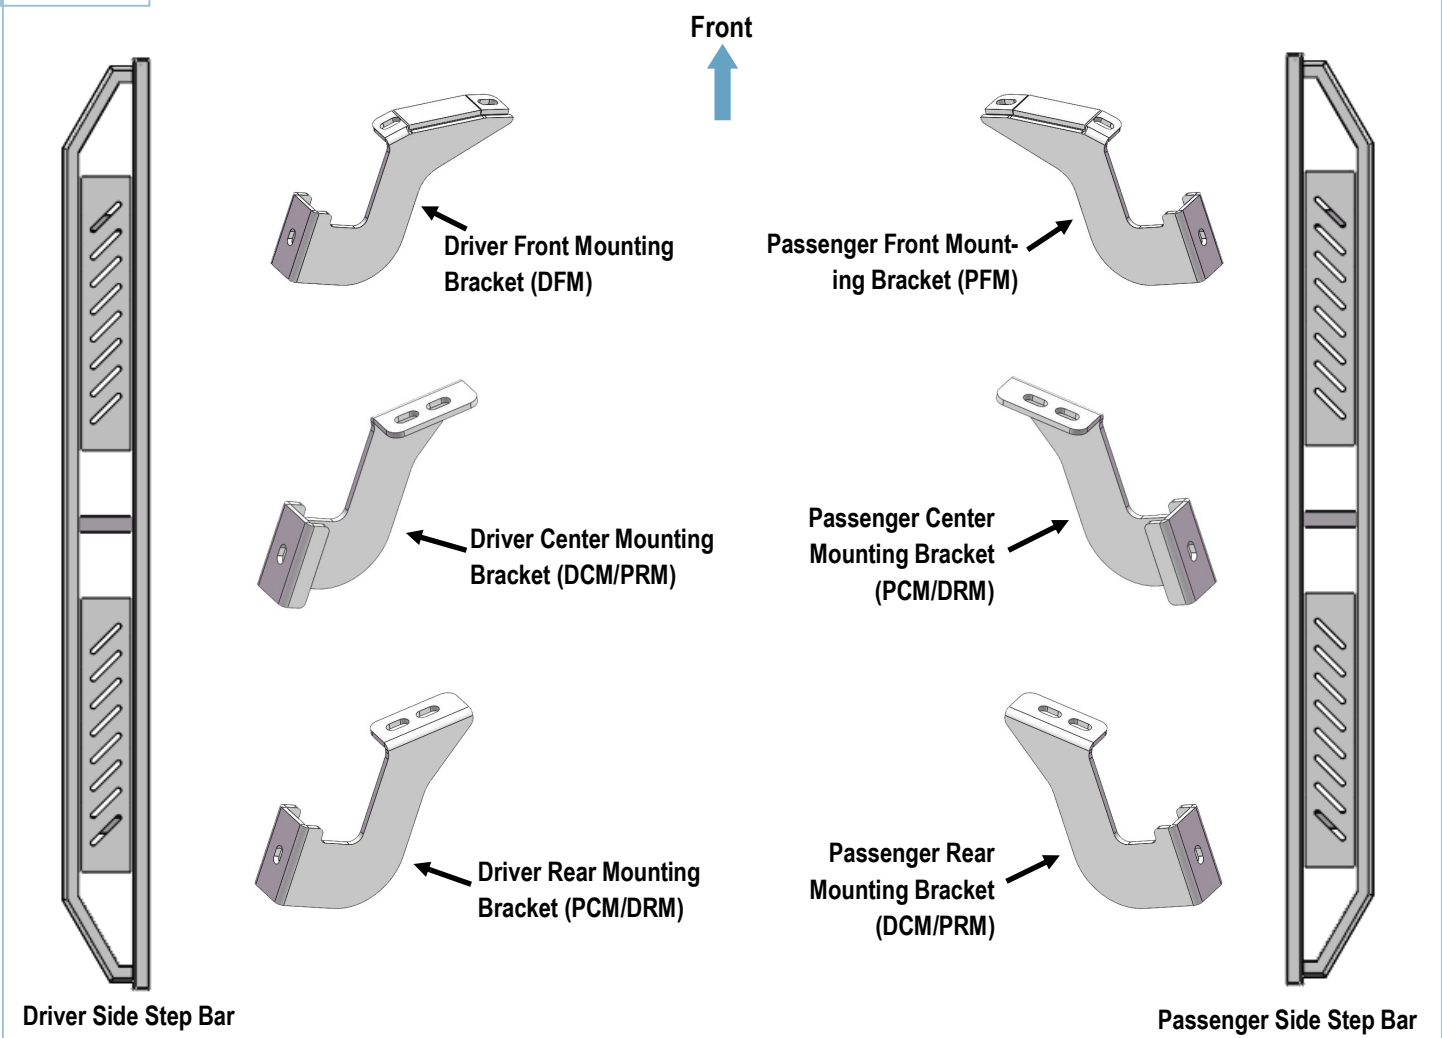 Front
Driver Front Mounting
Bracket (DFM)
Passenger Front Mount-
ing Bracket (PFM)
Driver Center Mounting
Bracket (DCM/PRM)
Passenger Center
Mounting Bracket
(PCM/DRM)
Driver Rear Mounting
Bracket (PCM/DRM)
Passenger Rear
Mounting Bracket
(DCM/PRM)
Driver Side Step Bar
Passenger Side Step Bar